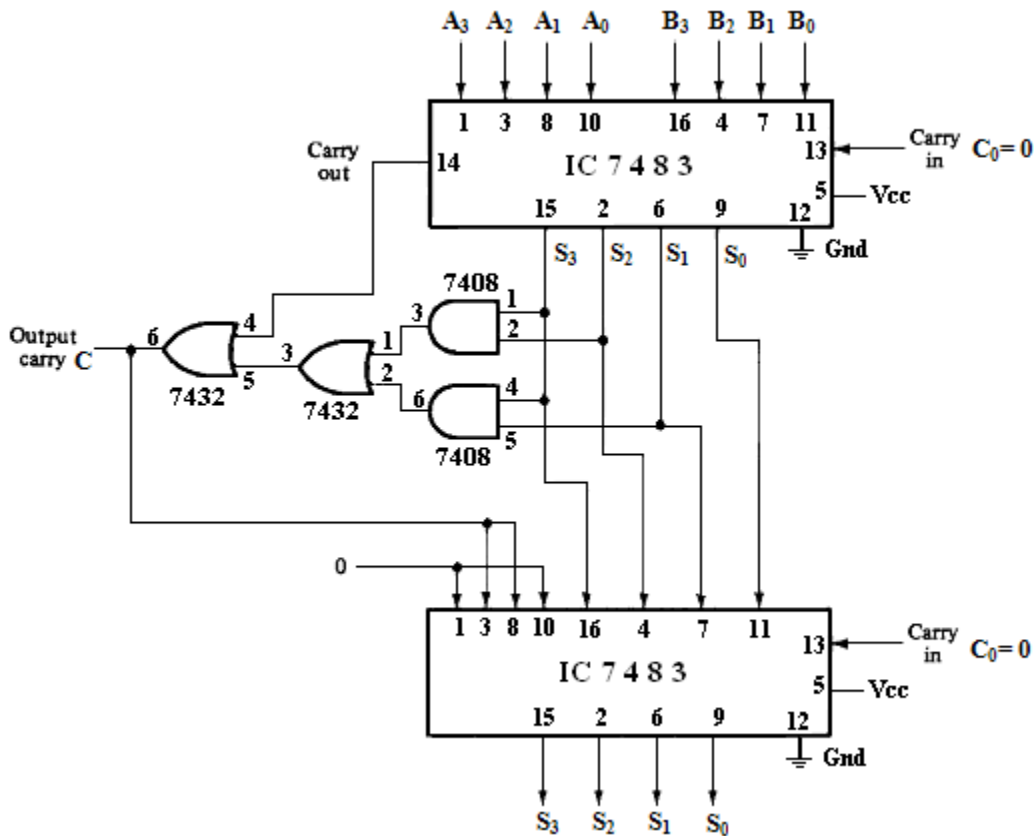 A₃ A₂ A₁ A₀ B₃ B₂ B₁ B₀
1 3 8 10 16 4 7 11
Carry out
14
IC 7483
13
Carry in C₀= 0
5 Vcc
15 2 6 9 12
Gnd
S₃ S₂ S₁ S₀
7408
3 1
2
Output carry C
6 4
5
7432
3 1
2
7432
6 4
5
7408
0
1 3 8 10 16 4 7 11
IC 7483
13
Carry in C₀= 0
5 Vcc
15 2 6 9 12
Gnd
S₃ S₂ S₁ S₀